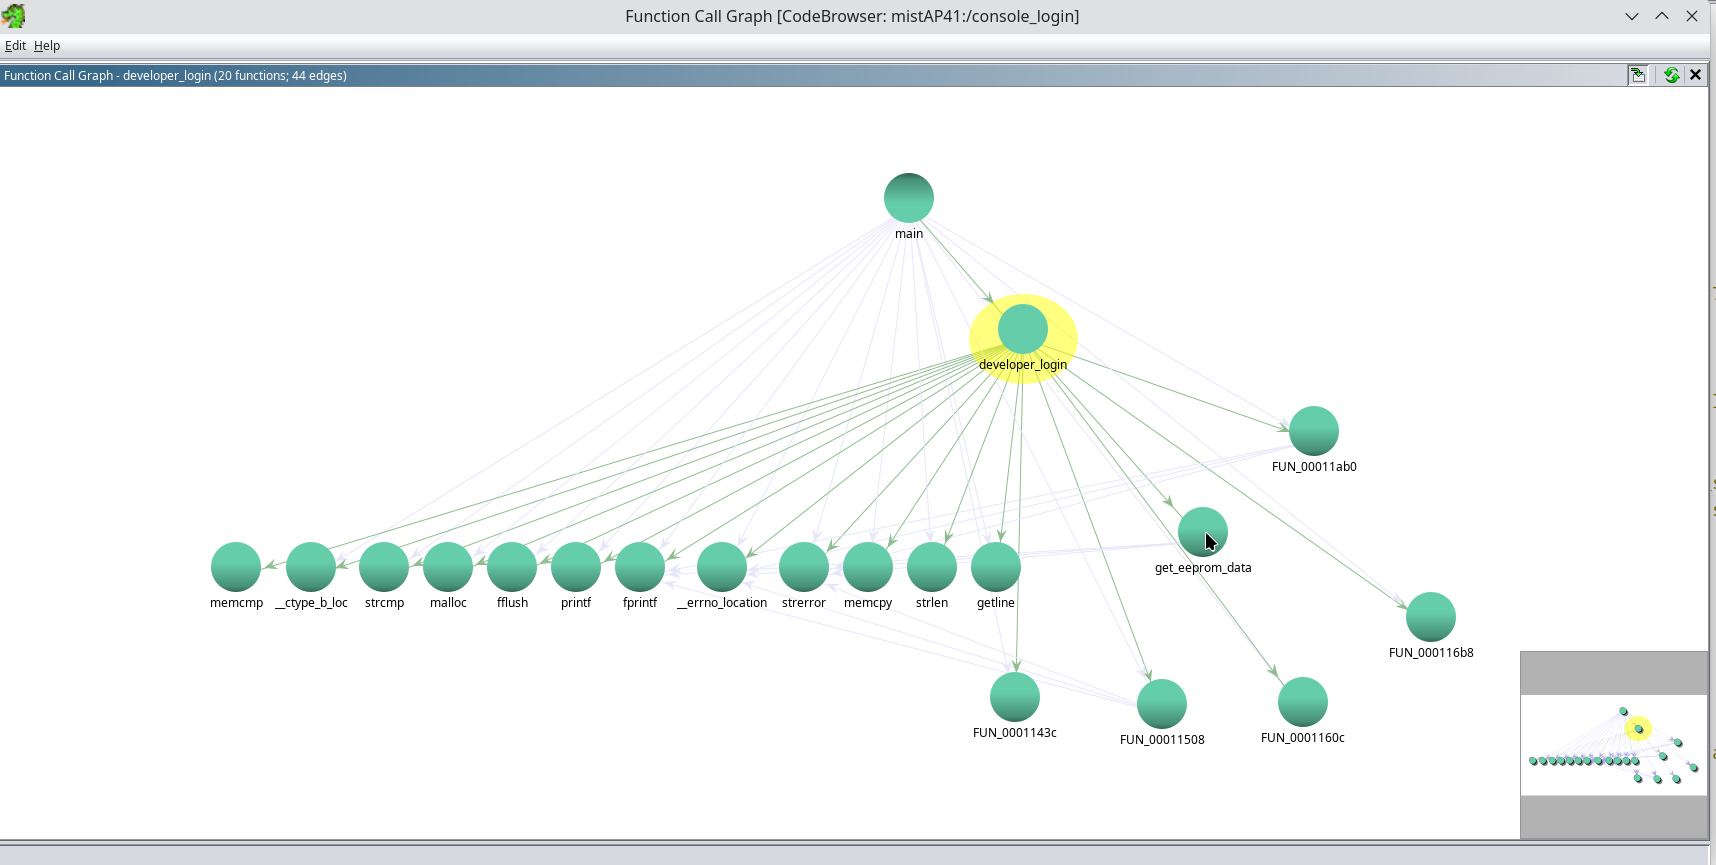 Function Call Graph [CodeBrowser: mistAP41:/console_login]
Edit Help
Function Call Graph - developer_login (20 functions; 44 edges)
main
developer_login
FUN_00011ab0
get_eeprom_data
memcmp __ctype_b_loc strcmp malloc fflush printf fprintf __errno_location strerror memcpy strlen getline
FUN_000116b8
FUN_0001143c FUN_00011508 FUN_0001160c